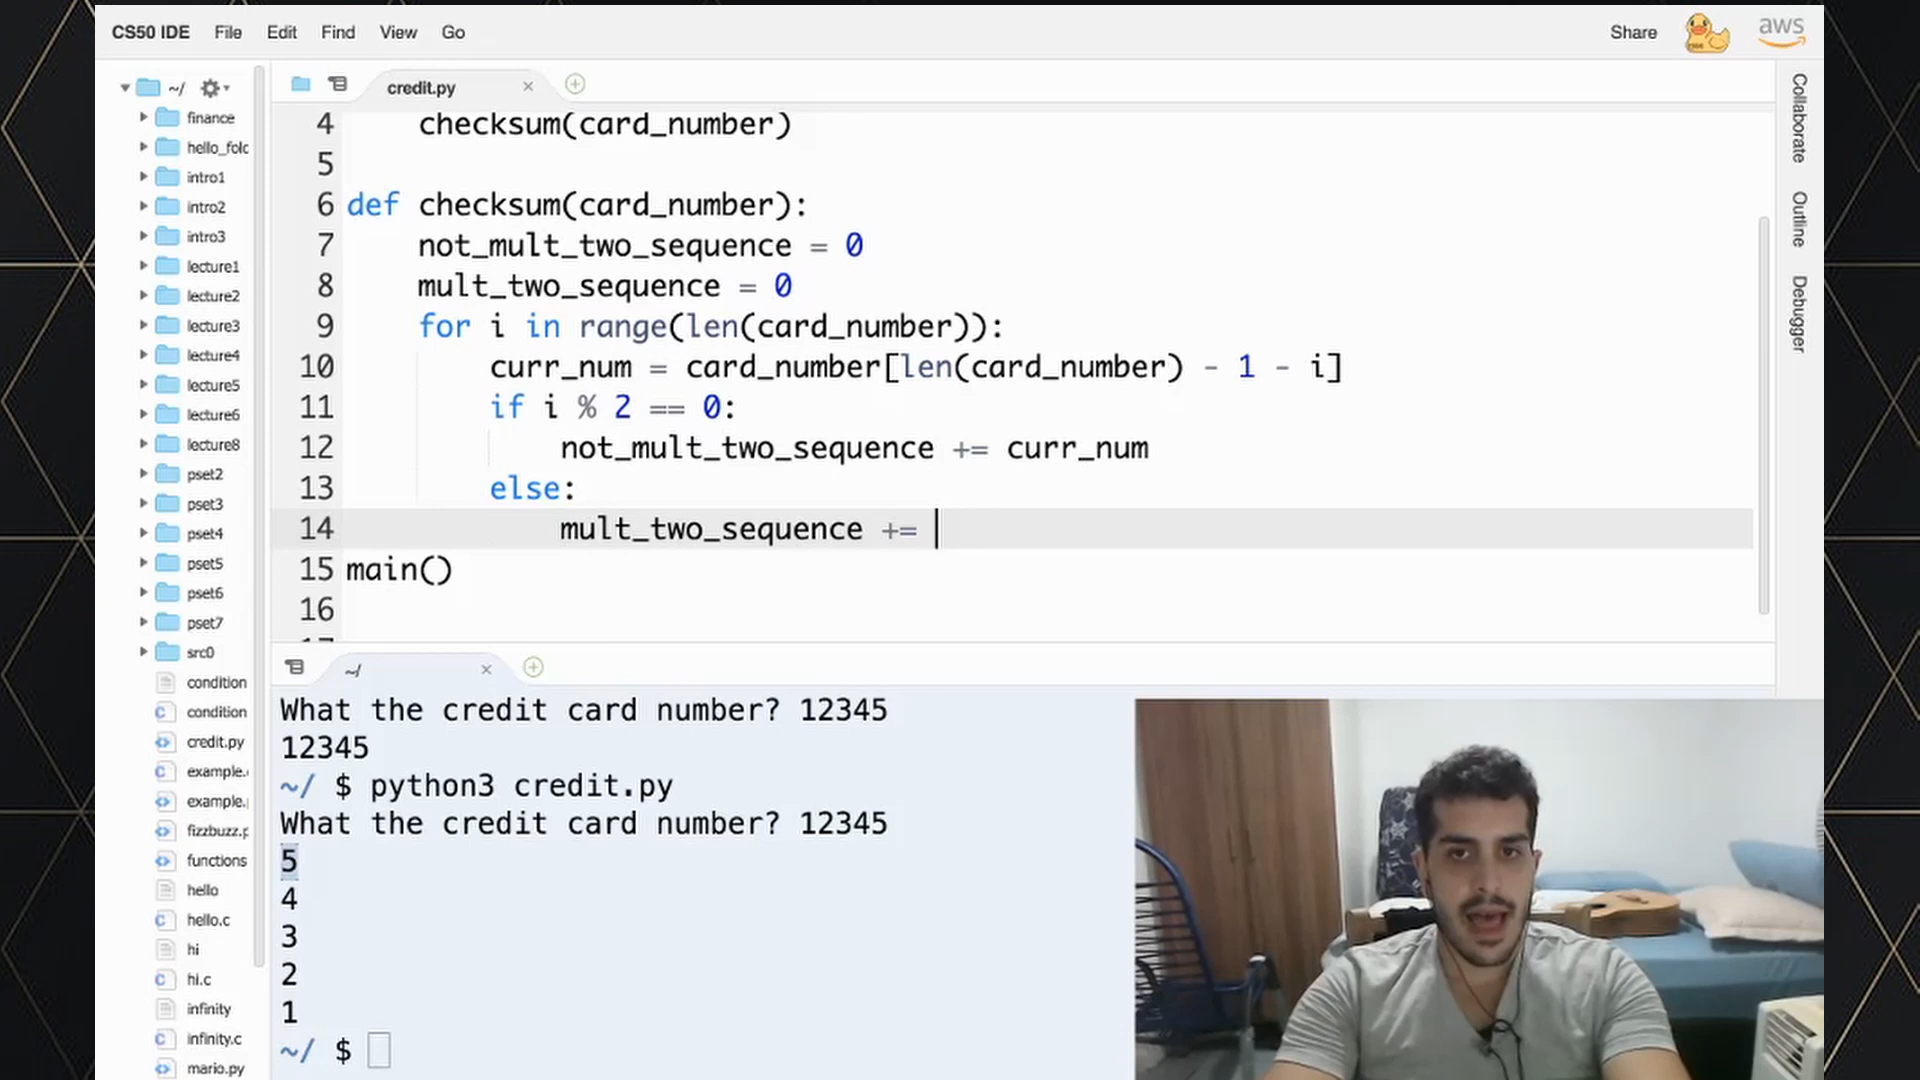 CS50 IDE File Edit Find View Go Share aws
~/
finance
hello_folc
intro1
intro2
intro3
lecture1
lecture2
lecture3
lecture4
lecture5
lecture6
lecture8
pset2
pset3
pset4
pset5
pset6
pset7
src0
condition
condition
credit.py
example.
example.
fizzbuzz.p
functions
hello
hello.c
hi
hi.c
infinity
infinity.c
mario.py
credit.py
4 checksum(card_number)
5
6 def checksum(card_number):
7 not_mult_two_sequence = 0
8 mult_two_sequence = 0
9 for i in range(len(card_number)):
10 curr_num = card_number[len(card_number) - 1 - i]
11 if i % 2 == 0:
12 not_mult_two_sequence += curr_num
13 else:
14 mult_two_sequence +=
15 main()
16
~/
What the credit card number? 12345
12345
~/ $ python3 credit.py
What the credit card number? 12345
5
4
3
2
1
~/ $
Collaborate
Outline
Debugger